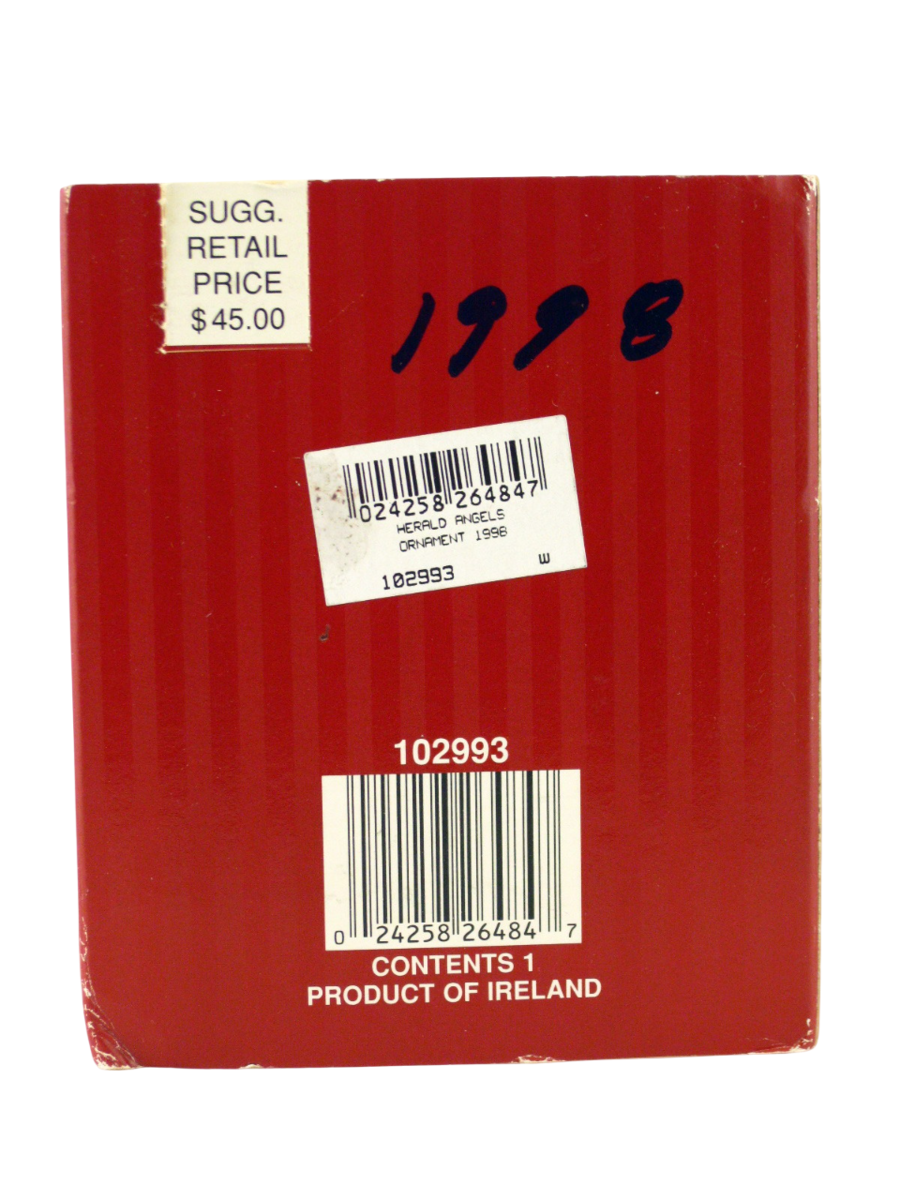 SUGG.
RETAIL
PRICE
$45.00
1998
024258 264847
HERALD ANGELS
ORNAMENT 1998
102993 W
102993
0 24258 26484 7
CONTENTS 1
PRODUCT OF IRELAND